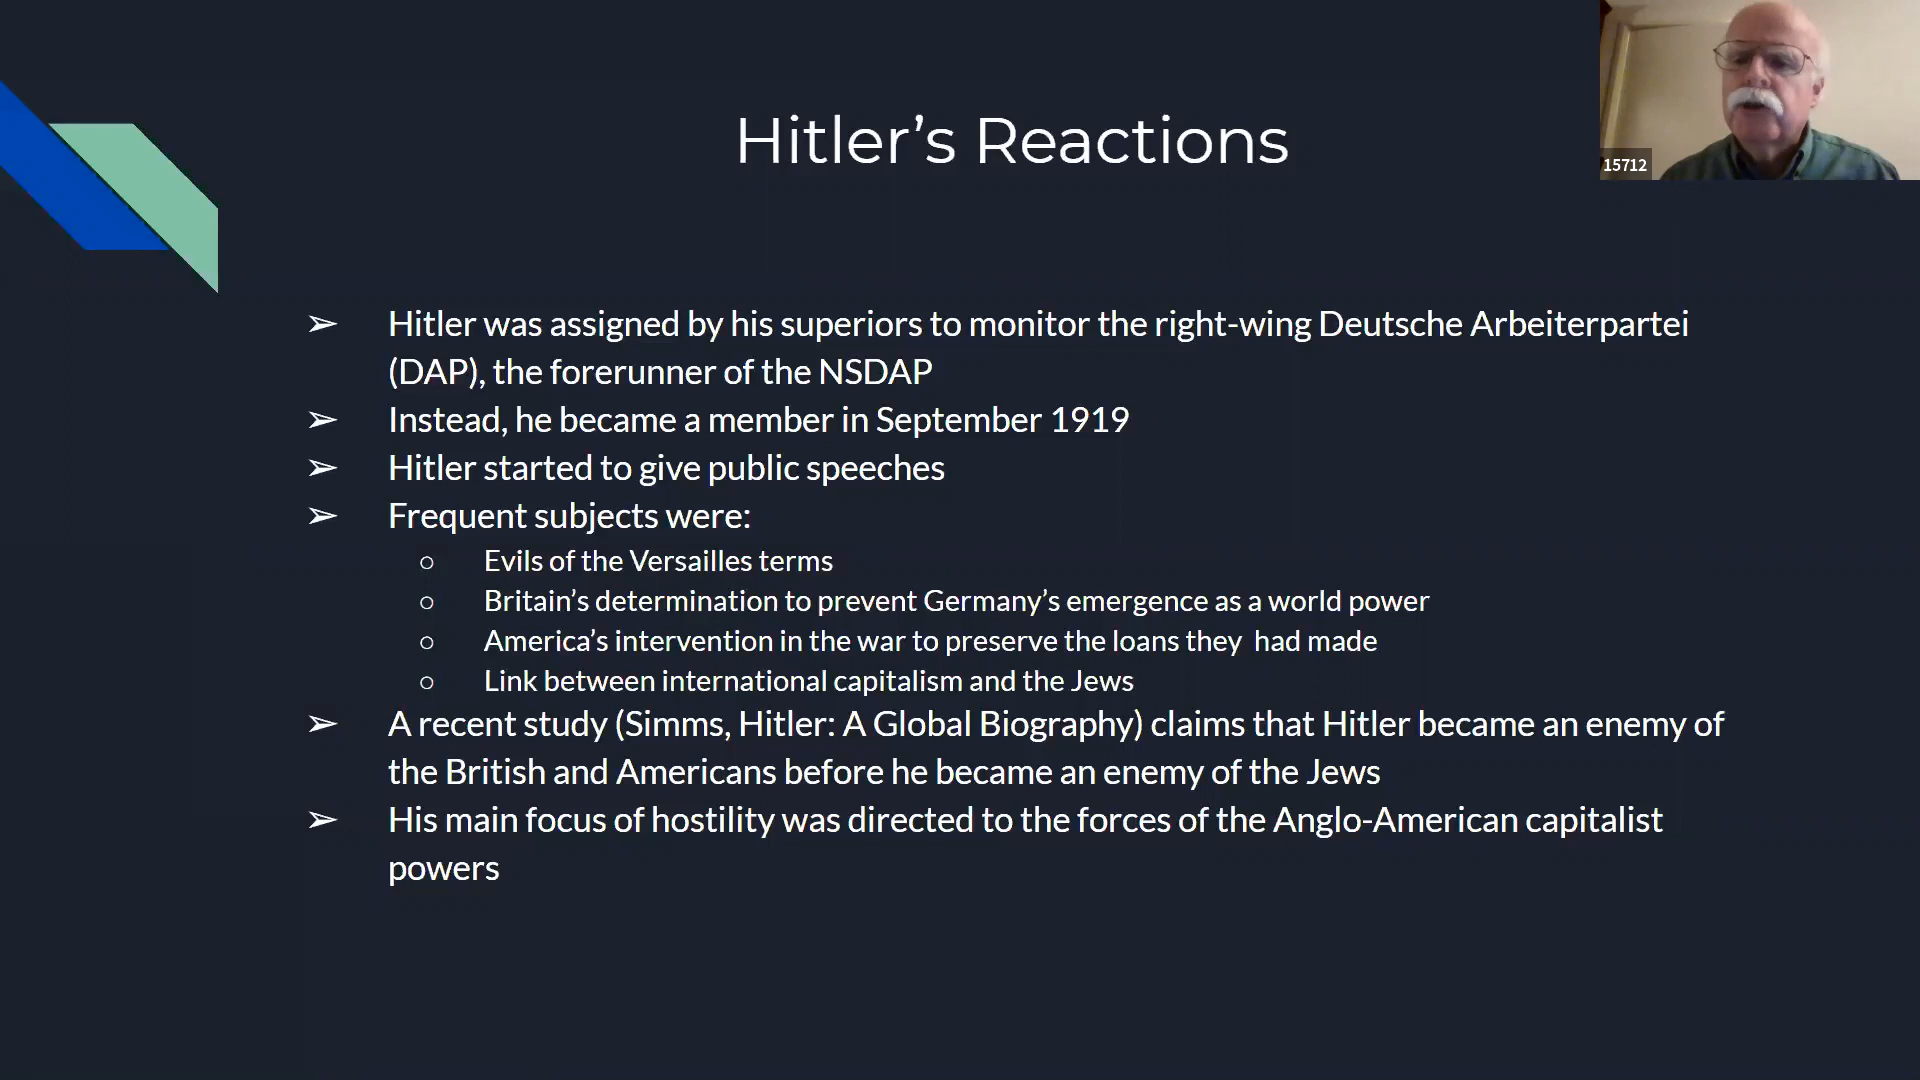 Hitler’s Reactions
15712
➢ Hitler was assigned by his superiors to monitor the right-wing Deutsche Arbeiterpartei
(DAP), the forerunner of the NSDAP
➢ Instead, he became a member in September 1919
➢ Hitler started to give public speeches
➢ Frequent subjects were:
○ Evils of the Versailles terms
○ Britain’s determination to prevent Germany’s emergence as a world power
○ America’s intervention in the war to preserve the loans they had made
○ Link between international capitalism and the Jews
➢ A recent study (Simms, Hitler: A Global Biography) claims that Hitler became an enemy of
the British and Americans before he became an enemy of the Jews
➢ His main focus of hostility was directed to the forces of the Anglo-American capitalist
powers